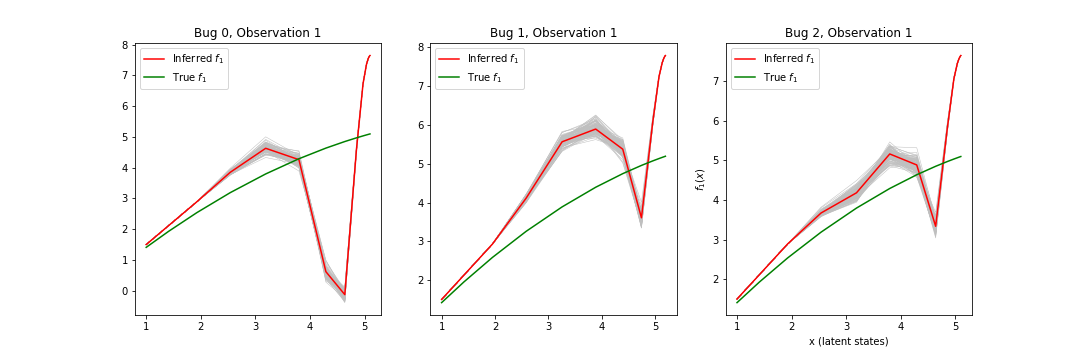 Bug 0, Observation 1
Inferred f₁
True f₁
8
7
6
5
4
3
2
1
0
1 2 3 4 5
Bug 1, Observation 1
Inferred f₁
True f₁
8
7
6
5
4
3
2
1 2 3 4 5
Bug 2, Observation 1
Inferred f₁
True f₁
f₁(x)
7
6
5
4
3
2
1 2 3 4 5
x (latent states)